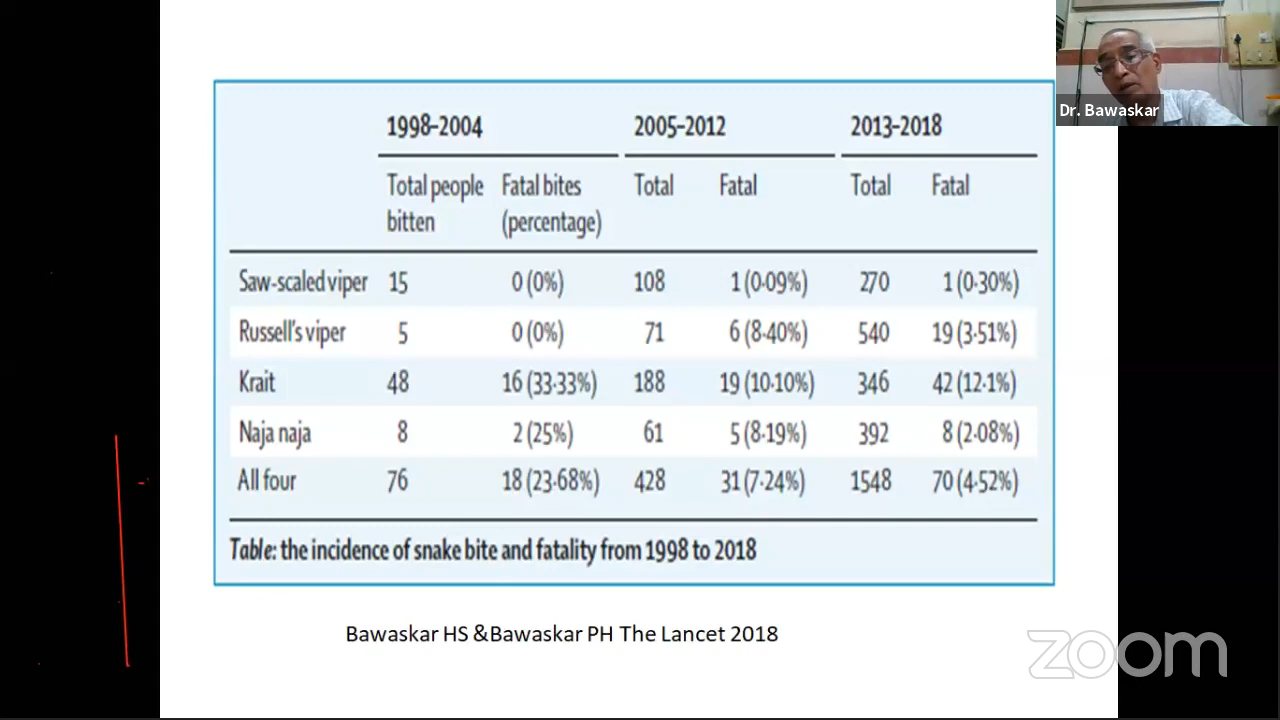 Dr. Bawaskar
1998–2004 2005–2012 2013–2018
Total people Fatal bites Total Fatal Total Fatal
bitten (percentage)
Saw-scaled viper 15 0 (0%) 108 1 (0·09%) 270 1 (0·30%)
Russell's viper 5 0 (0%) 71 6 (8·40%) 540 19 (3·51%)
Krait 48 16 (33·33%) 188 19 (10·10%) 346 42 (12·1%)
Naja naja 8 2 (25%) 61 5 (8·19%) 392 8 (2·08%)
All four 76 18 (23·68%) 428 31 (7·24%) 1548 70 (4·52%)
Table: the incidence of snake bite and fatality from 1998 to 2018
Bawaskar HS &Bawaskar PH The Lancet 2018
zoom